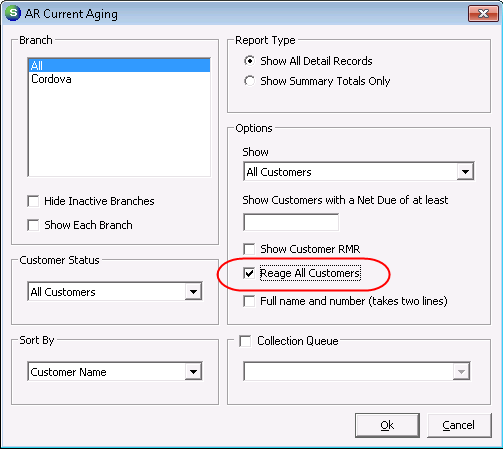 AR Current Aging
Branch
All
Cordova
Hide Inactive Branches
Show Each Branch
Customer Status
All Customers
Sort By
Customer Name
Report Type
Show All Detail Records
Show Summary Totals Only
Options
Show
All Customers
Show Customers with a Net Due of at least
Show Customer RMR
Reage All Customers
Full name and number (takes two lines)
Collection Queue
Ok
Cancel